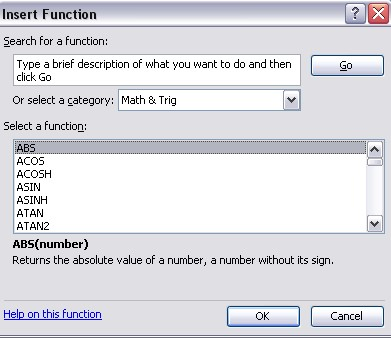 Insert Function
?
X
Search for a function:
Type a brief description of what you want to do and then
click Go
Go
Or select a category:
Math & Trig
Select a function:
ABS
ACOS
ACOSH
ASIN
ASINH
ATAN
ATAN2
ABS(number)
Returns the absolute value of a number, a number without its sign.
Help on this function
OK
Cancel